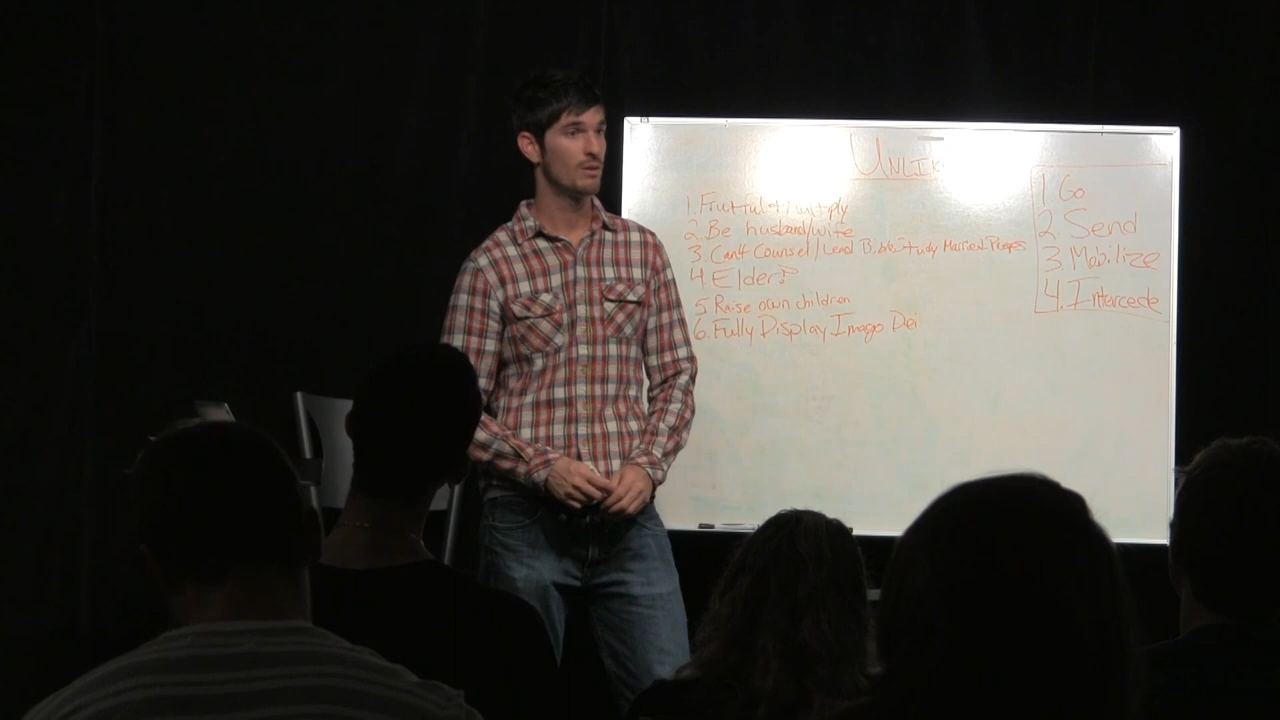 UNLIK
1. Fruitful + multiply
2. Be husband/wife
3. Can't Counsel/Lead Bible Study Married Peeps
4. Elder?
5 Raise own children
6. Fully Display Imago Dei
1 Go
2. Send
3. Mobilize
4. Intercede